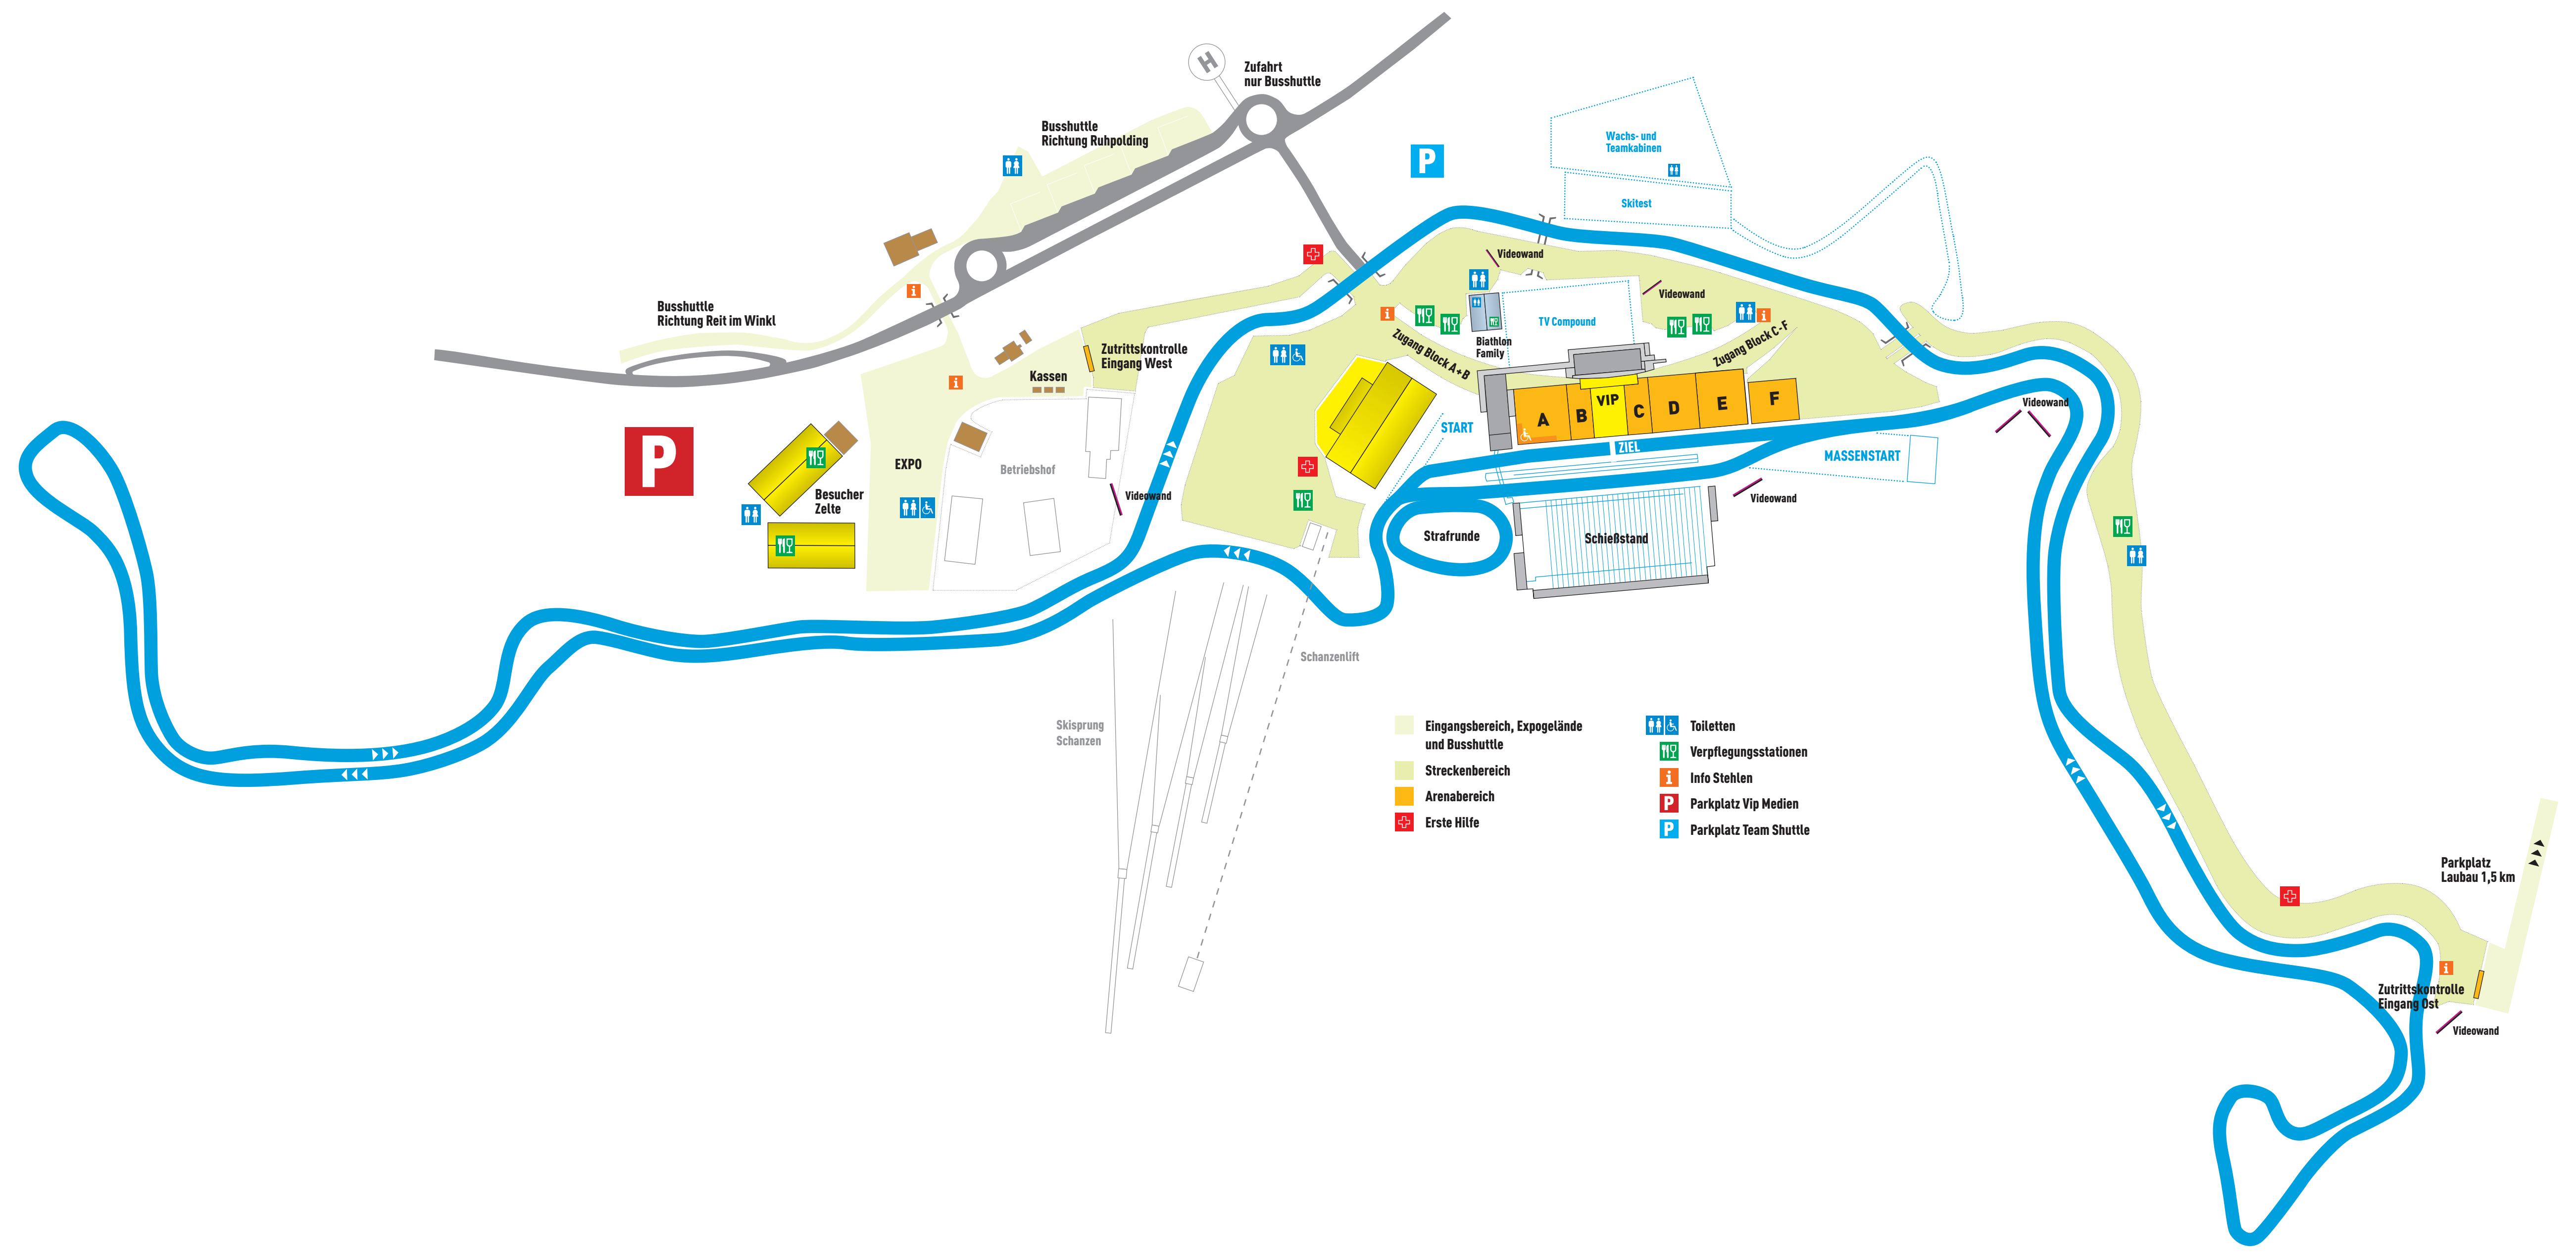 H
Zufahrt
nur Busshuttle
Busshuttle
Richtung Ruhpolding
P
Wachs- und
Teamkabinen
Skitest
Videowand
i
Busshuttle
Richtung Reit im Winkl
i
Videowand
i
TV Compound
i
Biathlon
Family
Zugang Block A+B
Zugang Block C-F
Zutrittskontrolle
Eingang West
Kassen
i
A
B
VIP
C
D
E
F
Videowand
START
ZIEL
MASSENSTART
P
EXPO
Betriebshof
Besucher
Zelte
Videowand
Videowand
Strafrunde
Schießstand
Schanzenlift
Skisprung
Schanzen
Eingangsbereich, Expogelände
und Busshuttle
Streckenbereich
Arenabereich
Erste Hilfe
Toiletten
Verpflegungsstationen
i Info Stehlen
P Parkplatz Vip Medien
P Parkplatz Team Shuttle
Parkplatz
Laubau 1,5 km
i
Zutrittskontrolle
Eingang Ost
Videowand